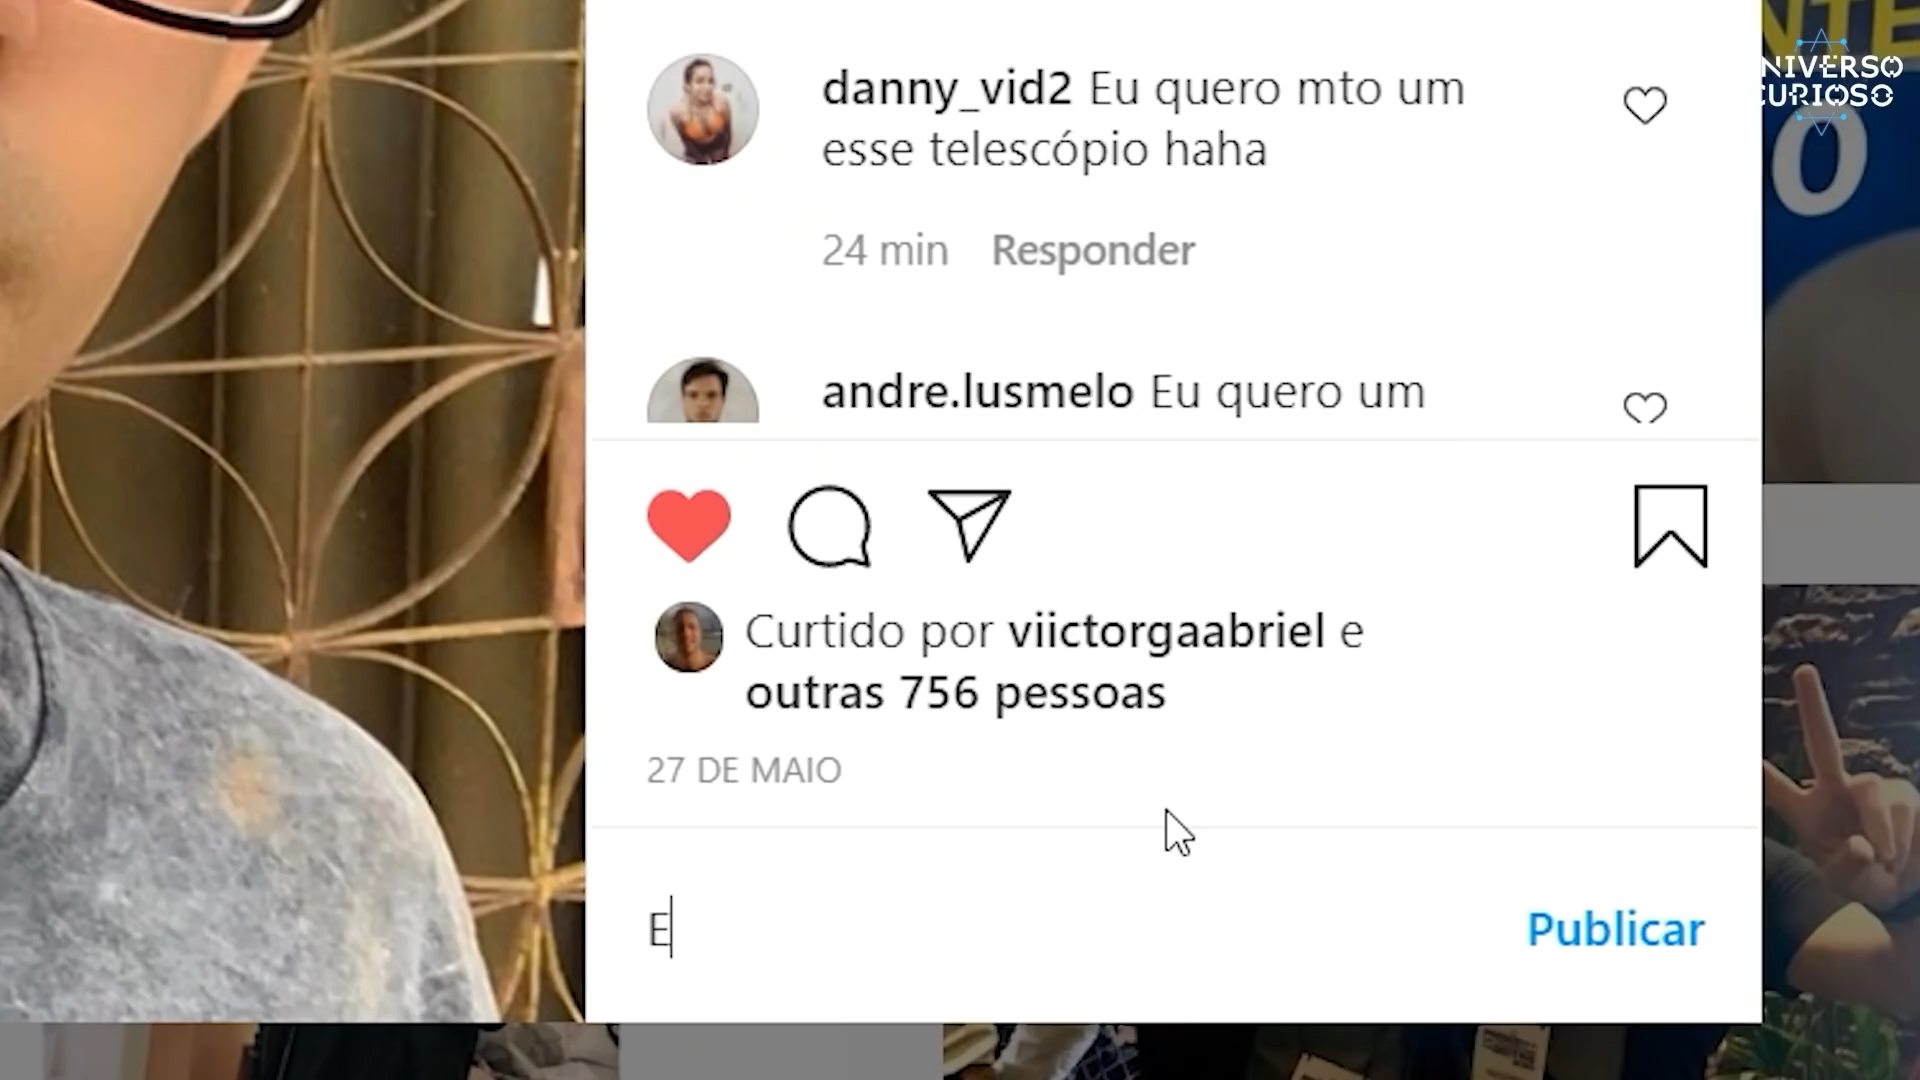 danny_vid2 Eu quero mto um
esse telescópio haha
24 min Responder
andre.lusmelo Eu quero um
Curtido por viictorgaabriel e
outras 756 pessoas
27 DE MAIO
E
Publicar
NTE
NIVERSO
CURIOSO
O